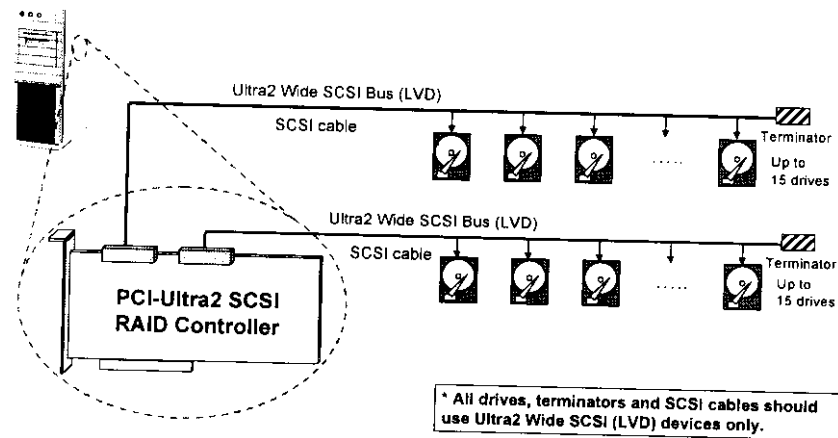 Ultra2 Wide SCSI Bus (LVD)
SCSI cable
Terminator
.....
Up to
15 drives
Ultra2 Wide SCSI Bus (LVD)
SCSI cable
Terminator
.....
Up to
15 drives
PCI-Ultra2 SCSI
RAID Controller
* All drives, terminators and SCSI cables should
use Ultra2 Wide SCSI (LVD) devices only.